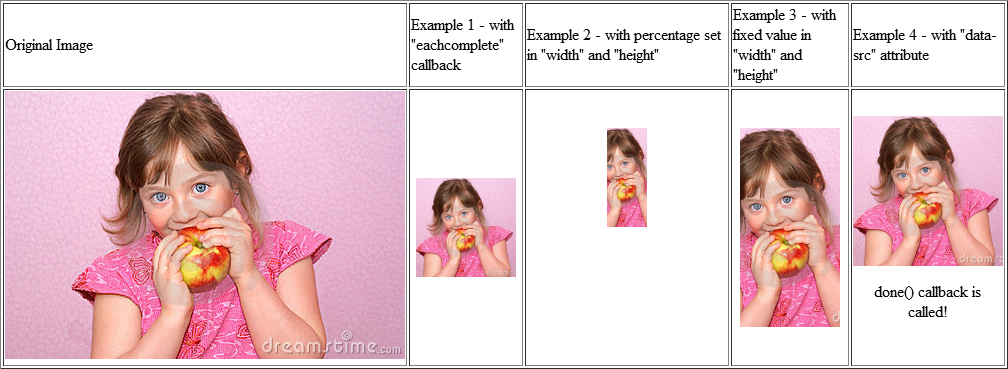 Original Image
Example 1 - with
"eachcomplete"
callback
Example 2 - with percentage set
in "width" and "height"
Example 3 - with
fixed value in
"width" and
"height"
Example 4 - with "data-
src" attribute
dreamstime.com
dreams
done() callback is
called!